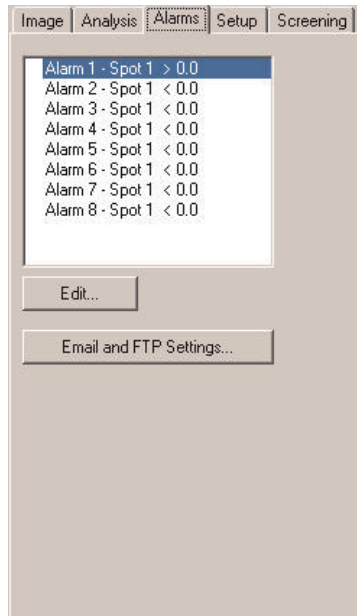 Image Analysis Alarms Setup Screening
Alarm 1 - Spot 1 > 0.0
Alarm 2 - Spot 1 < 0.0
Alarm 3 - Spot 1 < 0.0
Alarm 4 - Spot 1 < 0.0
Alarm 5 - Spot 1 < 0.0
Alarm 6 - Spot 1 < 0.0
Alarm 7 - Spot 1 < 0.0
Alarm 8 - Spot 1 < 0.0
Edit...
Email and FTP Settings...